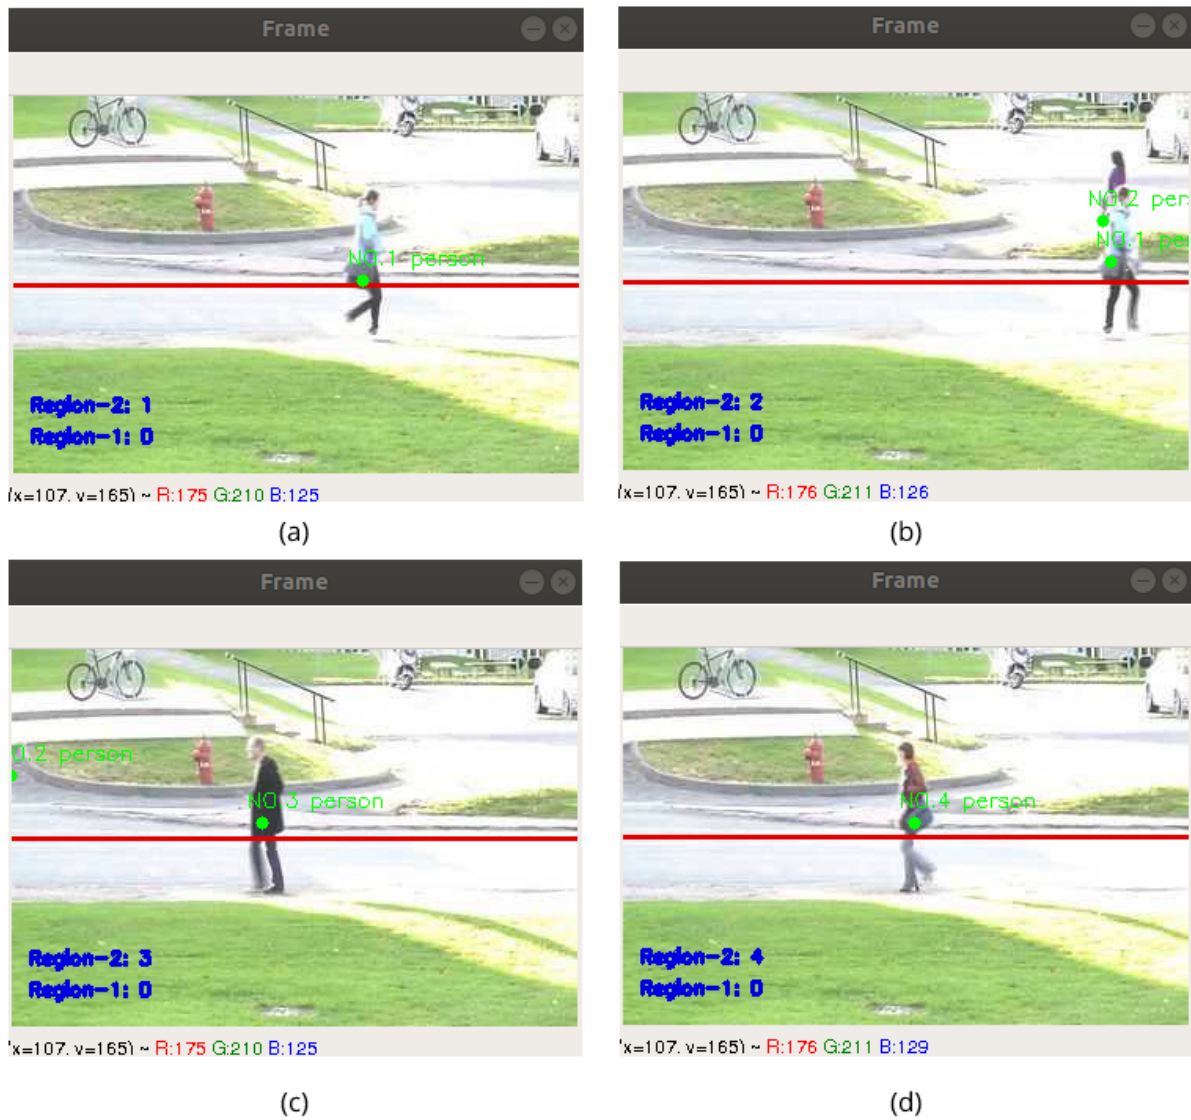 Frame
NO.1 person
Region-2: 1
Region-1: 0
(x=107, y=165) ~ R:175 G:210 B:125
(a)
Frame
NO.2 pers
NO.1 pe
Region-2: 2
Region-1: 0
(x=107, y=165) ~ R:176 G:211 B:126
(b)
Frame
O.2 person
NO.3 person
Region-2: 3
Region-1: 0
'x=107, y=165) ~ R:175 G:210 B:125
(c)
Frame
NO.4 person
Region-2: 4
Region-1: 0
'x=107, y=165) ~ R:176 G:211 B:129
(d)